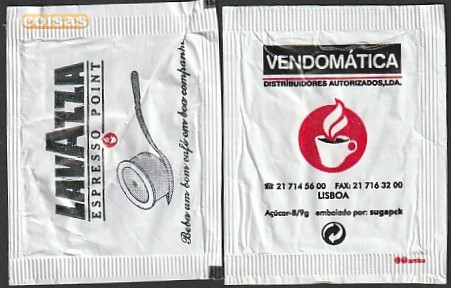 coisas
LAVAZZA
ESPRESSO POINT
Beba um bom café em boa companhia
VENDOMÁTICA
DISTRIBUIDORES AUTORIZADOS,LDA.
☎ 21 714 56 00 FAX: 21 716 32 00
LISBOA
Açúcar-8/9g embalado por: sugapck